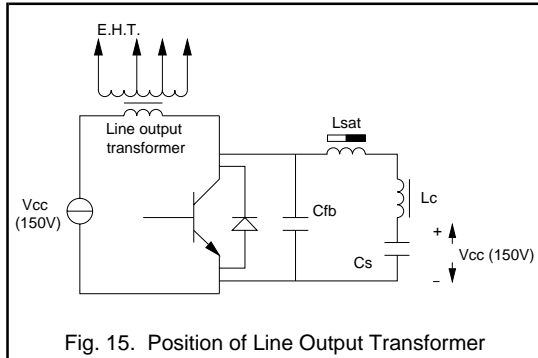 E.H.T.
Line output
transformer
Lsat
Vcc
(150V)
Cfb
Lc
Cs
+
Vcc (150V)
–
Fig. 15. Position of Line Output Transformer